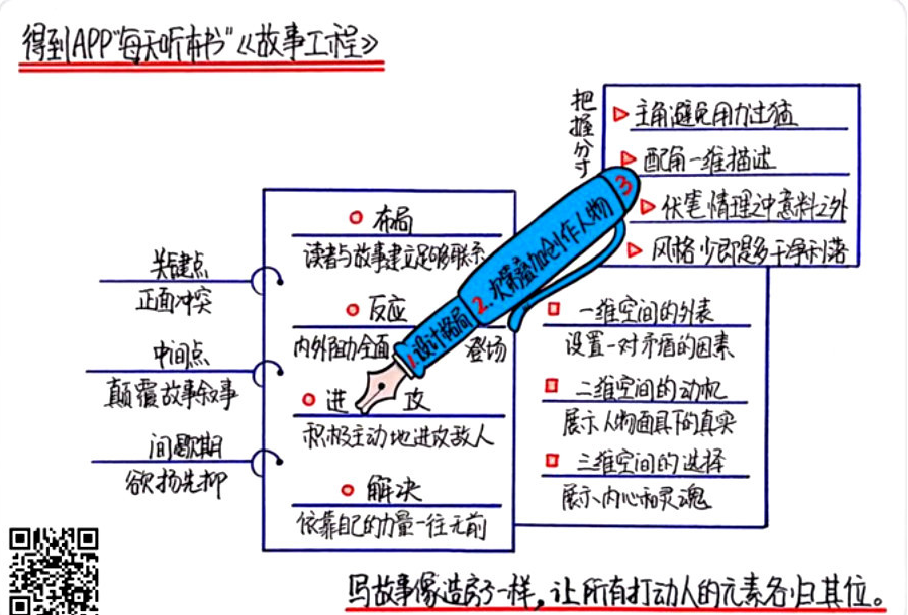 得到APP"每天听本书"《故事工程》
把握分寸
主角避免用力过猛
配角一维描述
伏笔情理之中意料之外
风格少即是多干净利落
3
2.次第叠加创作人物
1.设计格局
布局
读者与故事建立足够联系
关键点
正面冲突
反应
内外阻力全面 登场
中间点
颠覆故事叙事
进 攻
积极主动地进攻敌人
间歇期
欲扬先抑
解决
依靠自己的力量一往无前
一维空间的外表
设置一对矛盾的因素
二维空间的动机
展示人物面具下的真实
三维空间的选择
展示内心和灵魂
写故事像造房子一样，让所有打动人的元素各归其位。